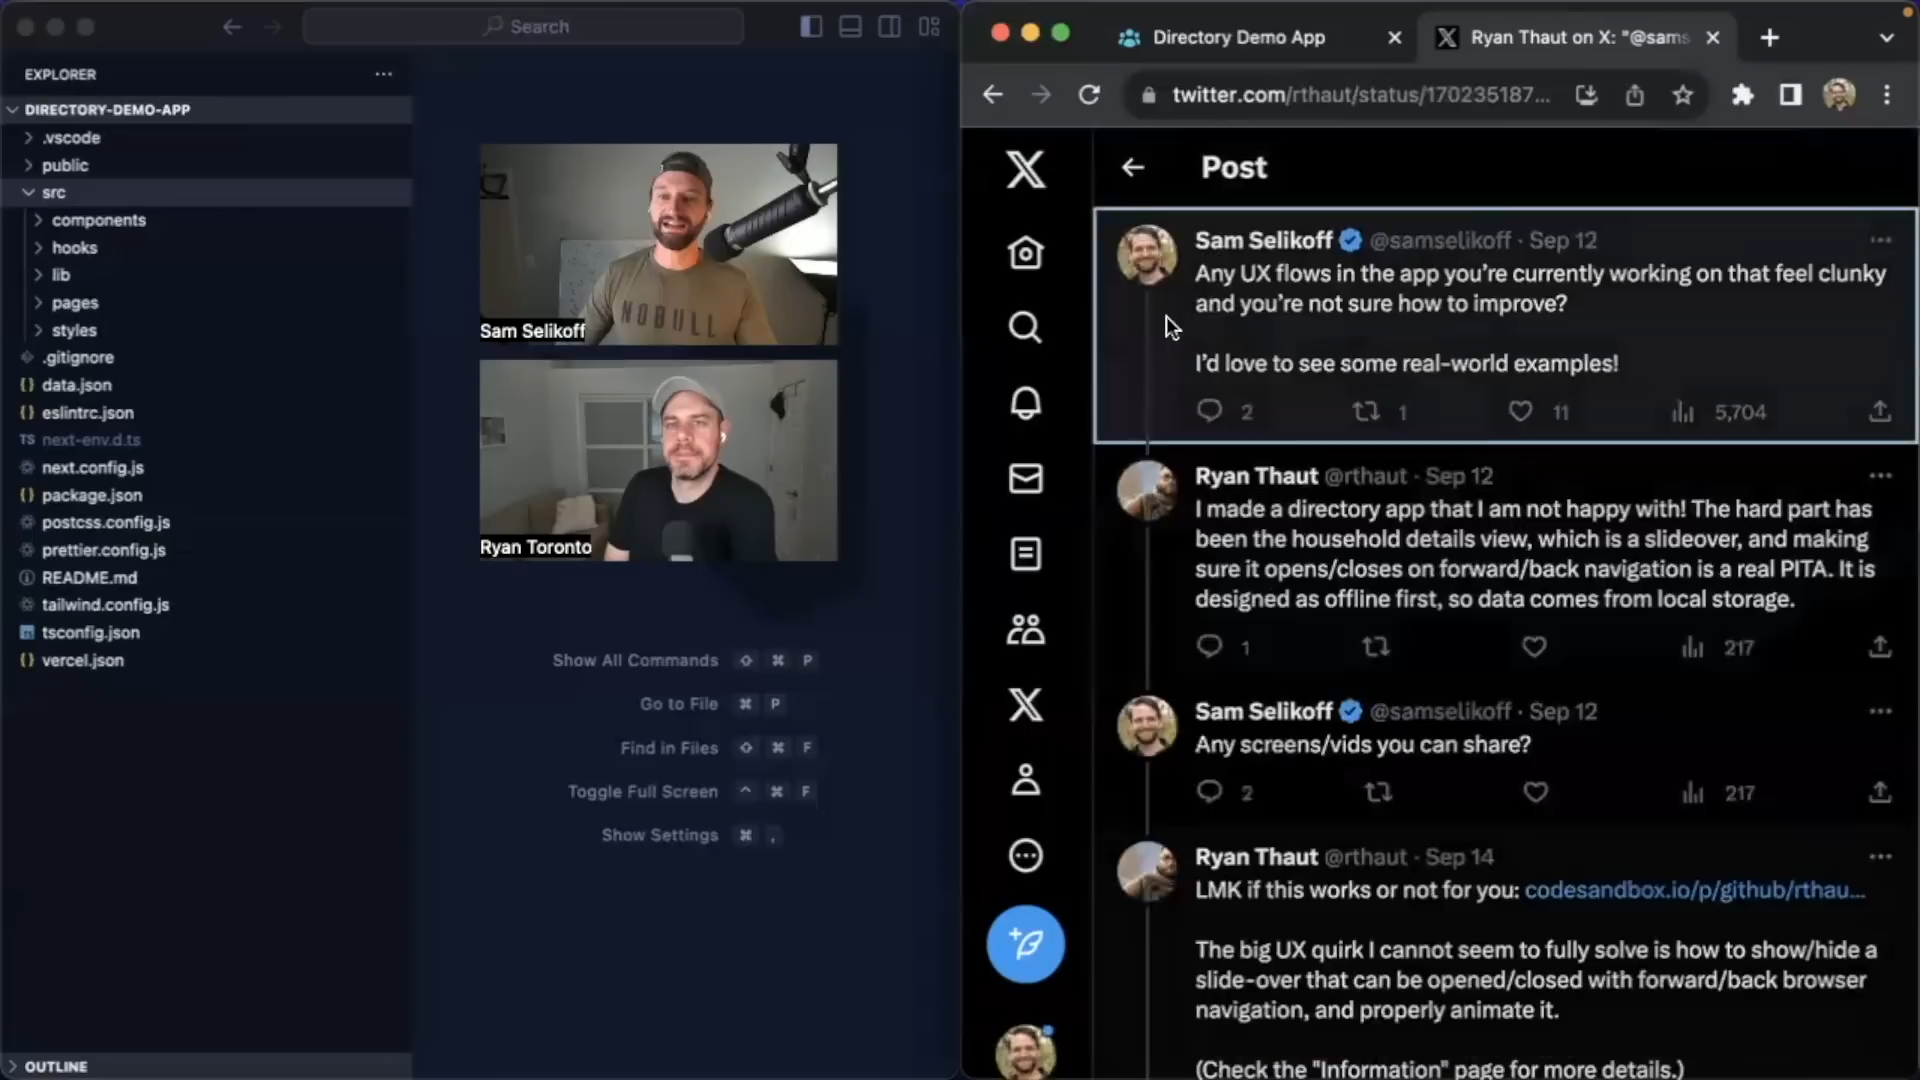 Search
EXPLORER
DIRECTORY-DEMO-APP
.vscode
public
src
components
hooks
lib
pages
styles
.gitignore
{} data.json
{} eslintrc.json
TS next-env.d.ts
next.config.js
{} package.json
postcss.config.js
prettier.config.js
README.md
tailwind.config.js
tsconfig.json
{} vercel.json
OUTLINE
NOBULL
Sam Selikoff
Ryan Toronto
Show All Commands ⇧ ⌘ P
Go to File ⌘ P
Find in Files ⇧ ⌘ F
Toggle Full Screen ^ ⌘ F
Show Settings ⌘ ,
Directory Demo App
Ryan Thaut on X: "@sams
twitter.com/rthaut/status/170235187...
Post
Sam Selikoff @samselikoff · Sep 12
Any UX flows in the app you’re currently working on that feel clunky
and you’re not sure how to improve?
I’d love to see some real-world examples!
2 1 11 5,704
Ryan Thaut @rthaut · Sep 12
I made a directory app that I am not happy with! The hard part has
been the household details view, which is a slideover, and making
sure it opens/closes on forward/back navigation is a real PITA. It is
designed as offline first, so data comes from local storage.
1 217
Sam Selikoff @samselikoff · Sep 12
Any screens/vids you can share?
2 217
Ryan Thaut @rthaut · Sep 14
LMK if this works or not for you: codesandbox.io/p/github/rthau...
The big UX quirk I cannot seem to fully solve is how to show/hide a
slide-over that can be opened/closed with forward/back browser
navigation, and properly animate it.
(Check the "Information" page for more details.)